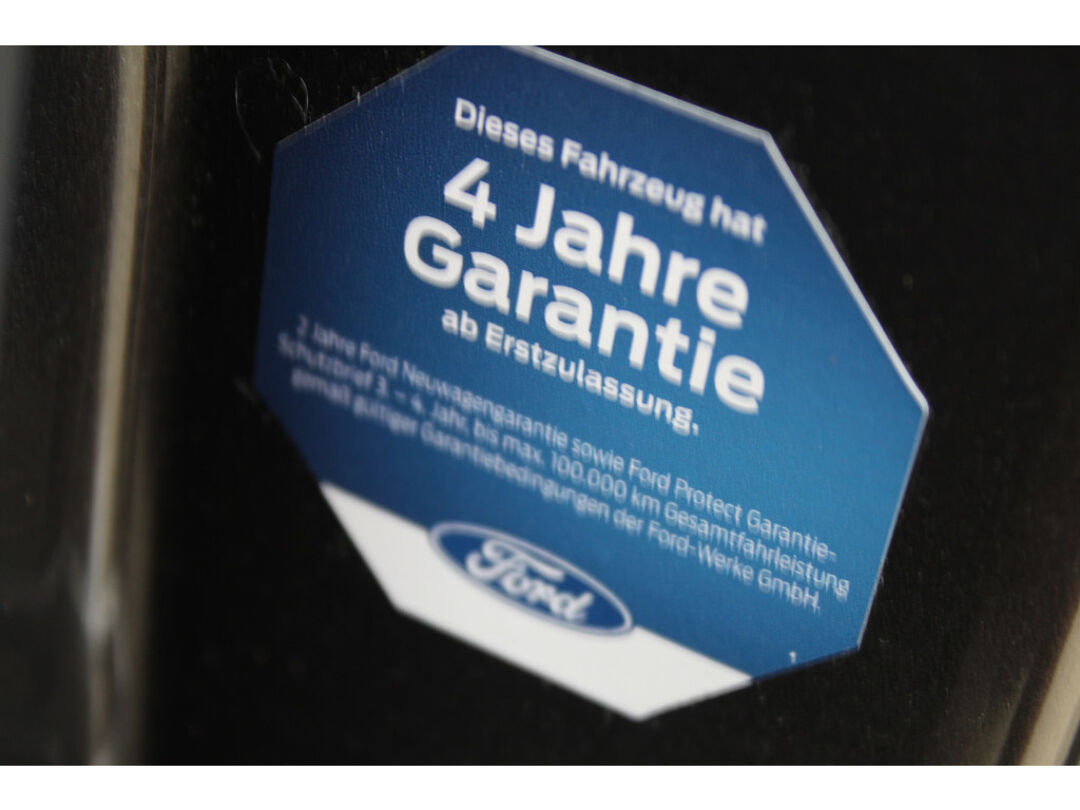 Dieses Fahrzeug hat
4 Jahre
Garantie
ab Erstzulassung,
2 Jahre Ford Neuwagengarantie sowie Ford Protect Garantie-
Schutzbrief 3. – 4. Jahr, bis max. 100.000 km Gesamtfahrleistung
gemäß gültiger Garantiebedingungen der Ford-Werke GmbH.
Ford
1